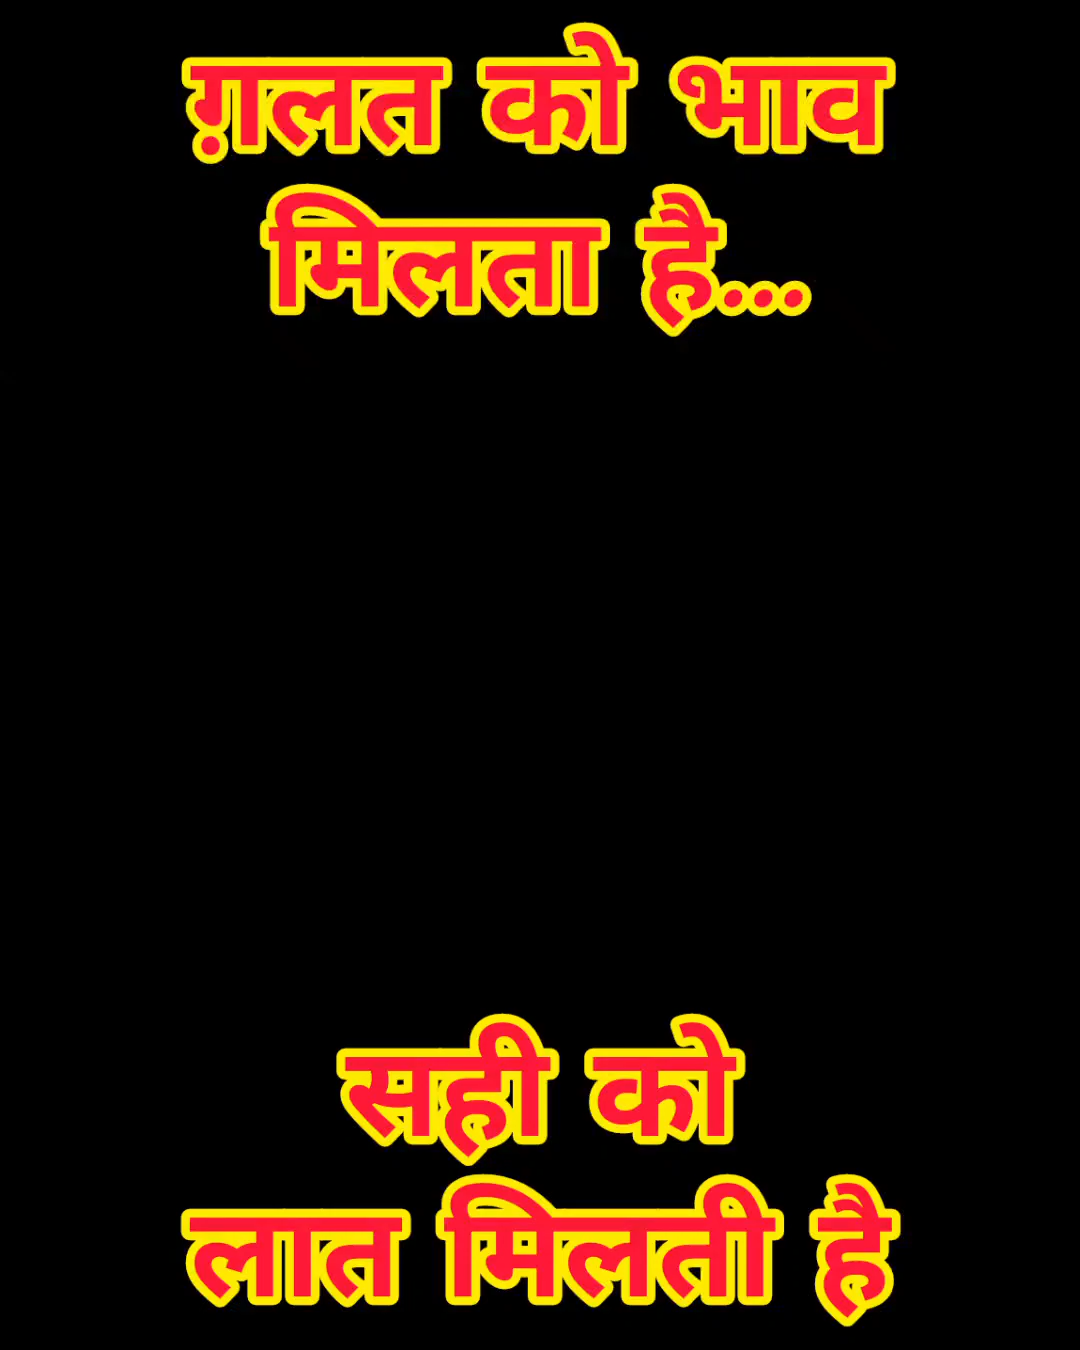 ग़लत को भाव
मिलता है...
सही को
लात मिलती है